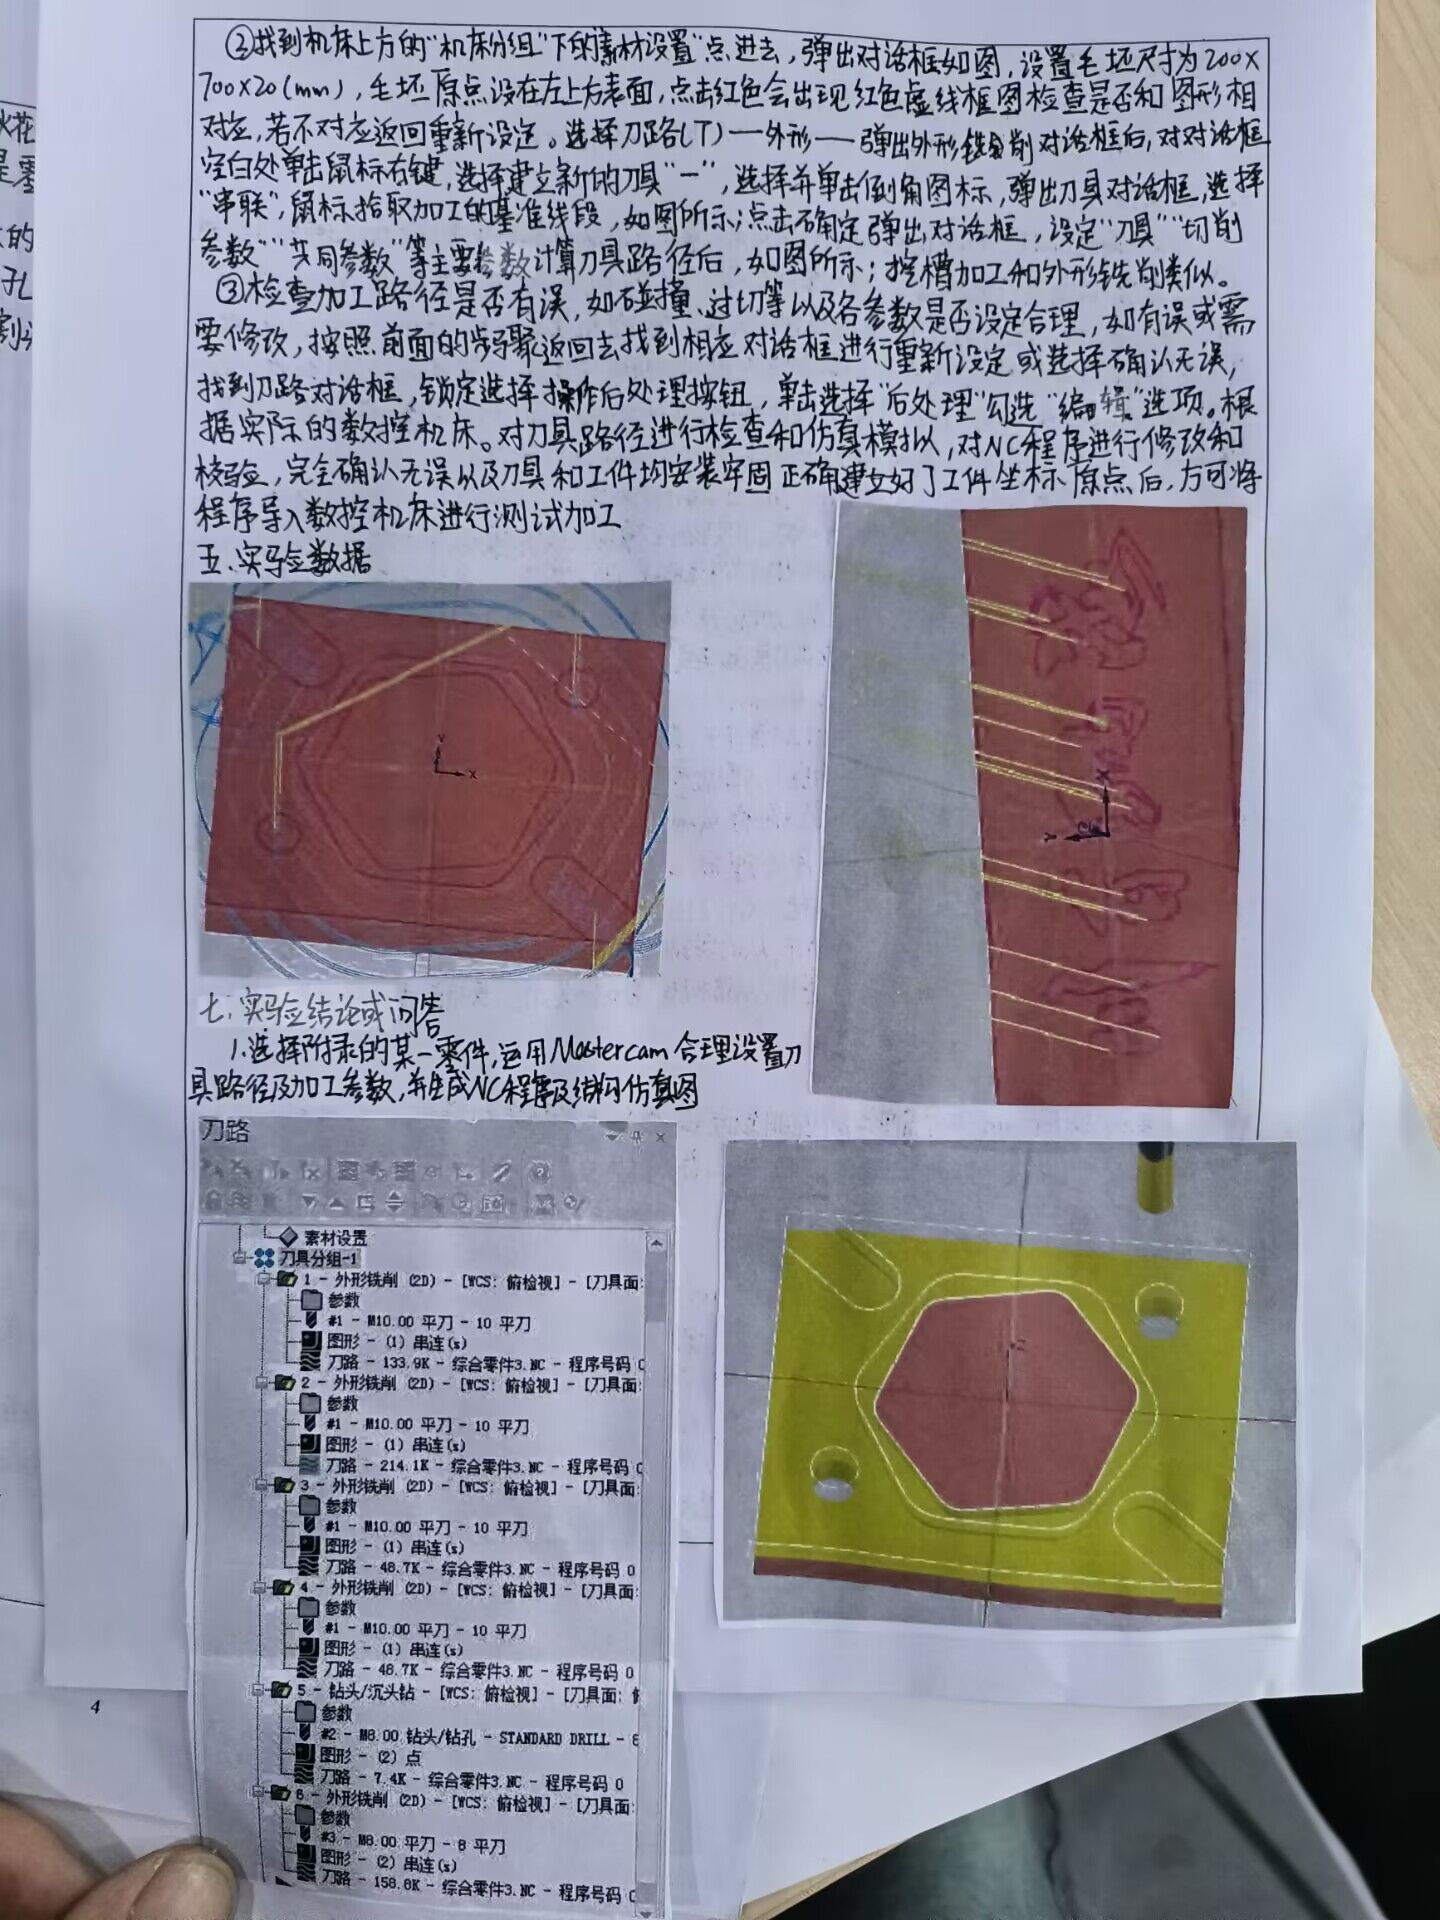 ②找到机床上方的"机床分组"下的"素材设置"点进去，弹出对话框如图，设置毛坯尺寸为200×
700×20(mm)，毛坯原点设在左上方表面，点击红色会出现红色虚线框图检查是否和图形相
对应，若不对应返回重新设定。选择刀路(T)—外形—弹出外形铣削对话框后，对对话框
空白处单击鼠标右键，选择建立新的刀具"一"，选择并单击倒角图标，弹出刀具对话框，选择
"串联"，鼠标拾取加工的基准线段，如图所示；点击确定弹出对话框，设定"刀具""切削
参数""共同参数"等主要参数计算刀具路径后，如图所示；挖槽加工和外形铣削类似。
③检查加工路径是否有误，如碰撞、过切等以及各参数是否设定合理，如有误或需
要修改，按照前面的步骤返回去找到相应对话框进行重新设定或选择确认无误，
找到刀路对话框，锁定选择操作后处理按钮，单击选择"后处理"勾选"编辑"选项。根
据实际的数控机床。对刀具路径进行检查和仿真模拟，对NC程序进行修改和
校验，完全确认无误以及刀具和工件均安装牢固正确建立好了工件坐标原点后，方可将
程序导入数控机床进行测试加工
五.实验数据
Y
X
X
Y
七.实验结论或问答
1.选择附录的某一零件，运用Mastercam合理设置刀
具路径及加工参数，并生成NC程序及结构仿真图
刀路
素材设置
刀具分组-1
1 - 外形铣削 (2D) - [WCS: 俯检视] - [刀具面:
参数
#1 - M10.00 平刀 - 10 平刀
图形 - (1) 串连(s)
刀路 - 133.9K - 综合零件3.NC - 程序号码 0
2 - 外形铣削 (2D) - [WCS: 俯检视] - [刀具面:
参数
#1 - M10.00 平刀 - 10 平刀
图形 - (1) 串连(s)
刀路 - 214.1K - 综合零件3.NC - 程序号码 0
3 - 外形铣削 (2D) - [WCS: 俯检视] - [刀具面:
参数
#1 - M10.00 平刀 - 10 平刀
图形 - (1) 串连(s)
刀路 - 48.7K - 综合零件3.NC - 程序号码 0
4 - 外形铣削 (2D) - [WCS: 俯检视] - [刀具面:
参数
#1 - M10.00 平刀 - 10 平刀
图形 - (1) 串连(s)
刀路 - 48.7K - 综合零件3.NC - 程序号码 0
5 - 钻头/沉头钻 - [WCS: 俯检视] - [刀具面: 俯
参数
#2 - M8.00 钻头/钻孔 - STANDARD DRILL - 8
图形 - (2) 点
刀路 - 7.4K - 综合零件3.NC - 程序号码 0
6 - 外形铣削 (2D) - [WCS: 俯检视] - [刀具面:
参数
#3 - M8.00 平刀 - 8 平刀
图形 - (2) 串连(s)
刀路 - 158.8K - 综合零件3.NC - 程序号码 0
4